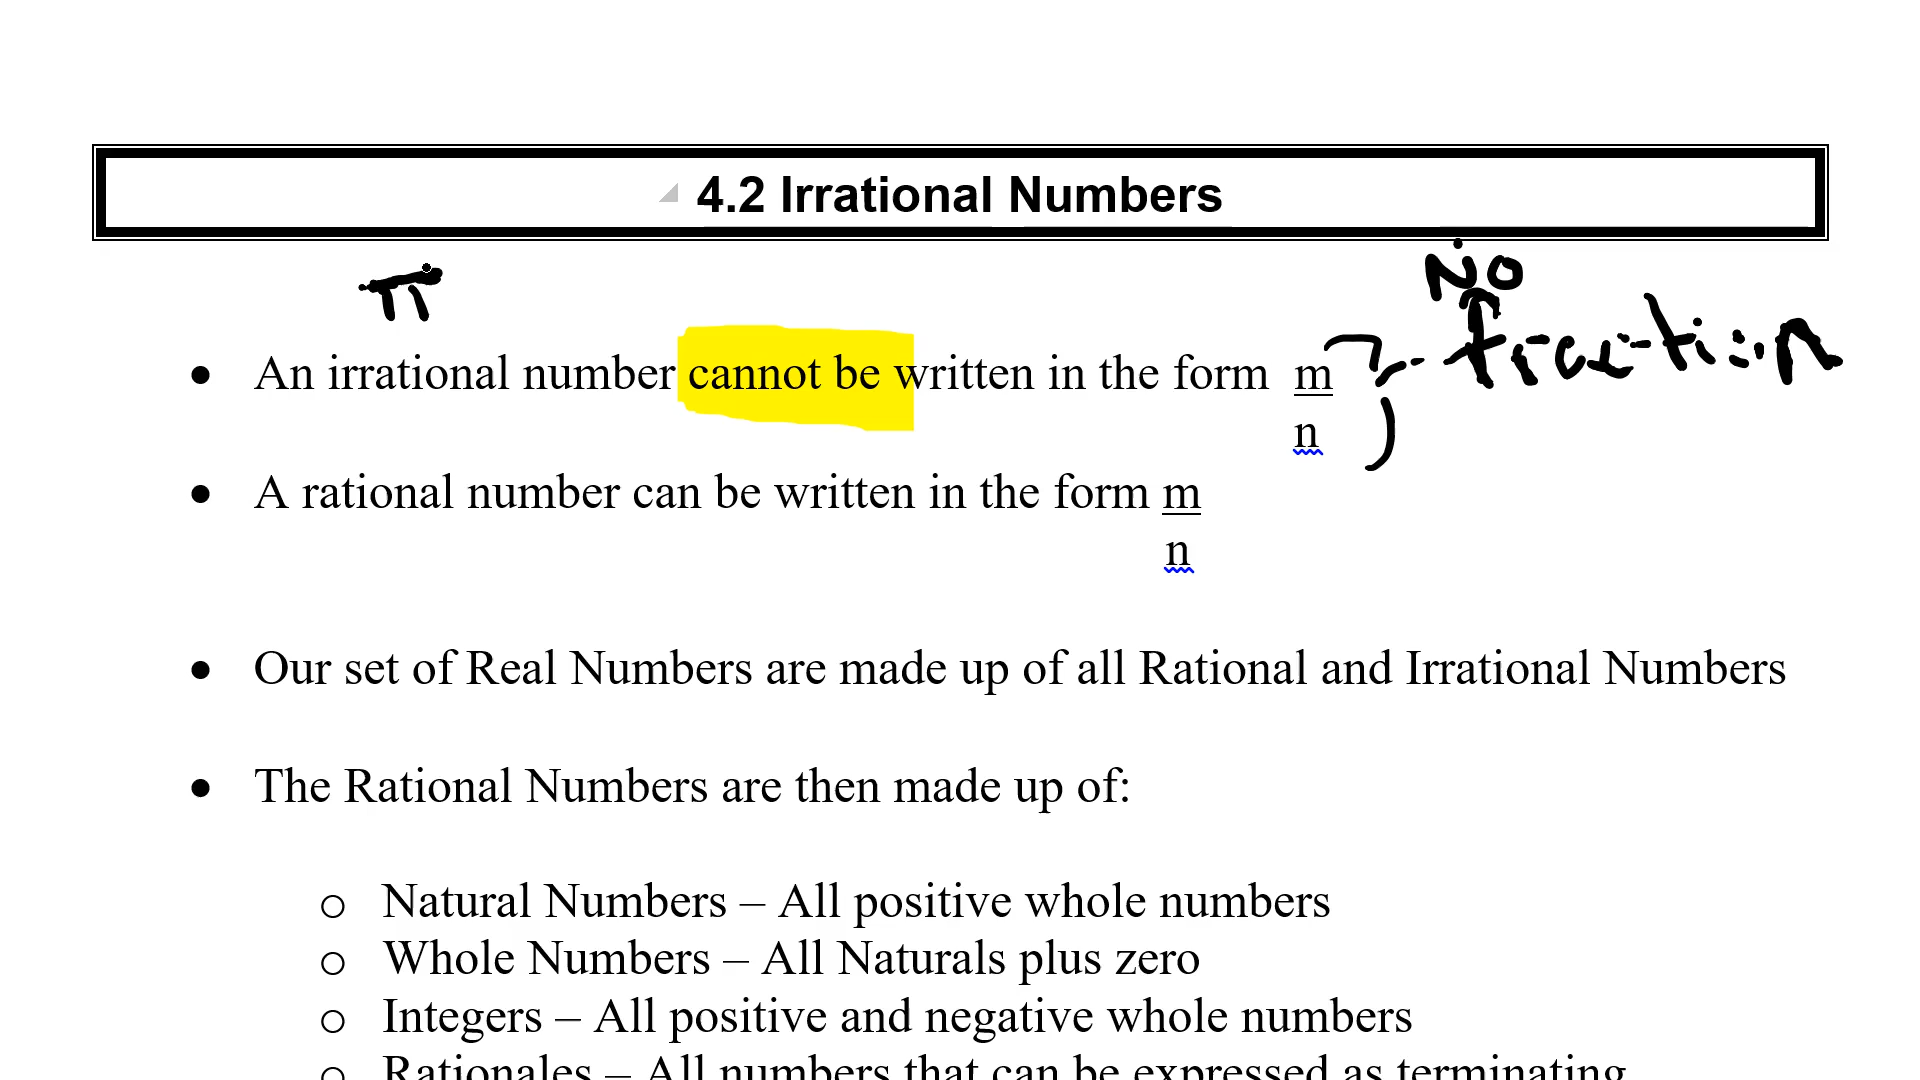 4.2 Irrational Numbers
π
No
fraction
• An irrational number cannot be written in the form m
n
• A rational number can be written in the form m
n
• Our set of Real Numbers are made up of all Rational and Irrational Numbers
• The Rational Numbers are then made up of:
o Natural Numbers – All positive whole numbers
o Whole Numbers – All Naturals plus zero
o Integers – All positive and negative whole numbers
o Rationales – All numbers that can be expressed as terminating